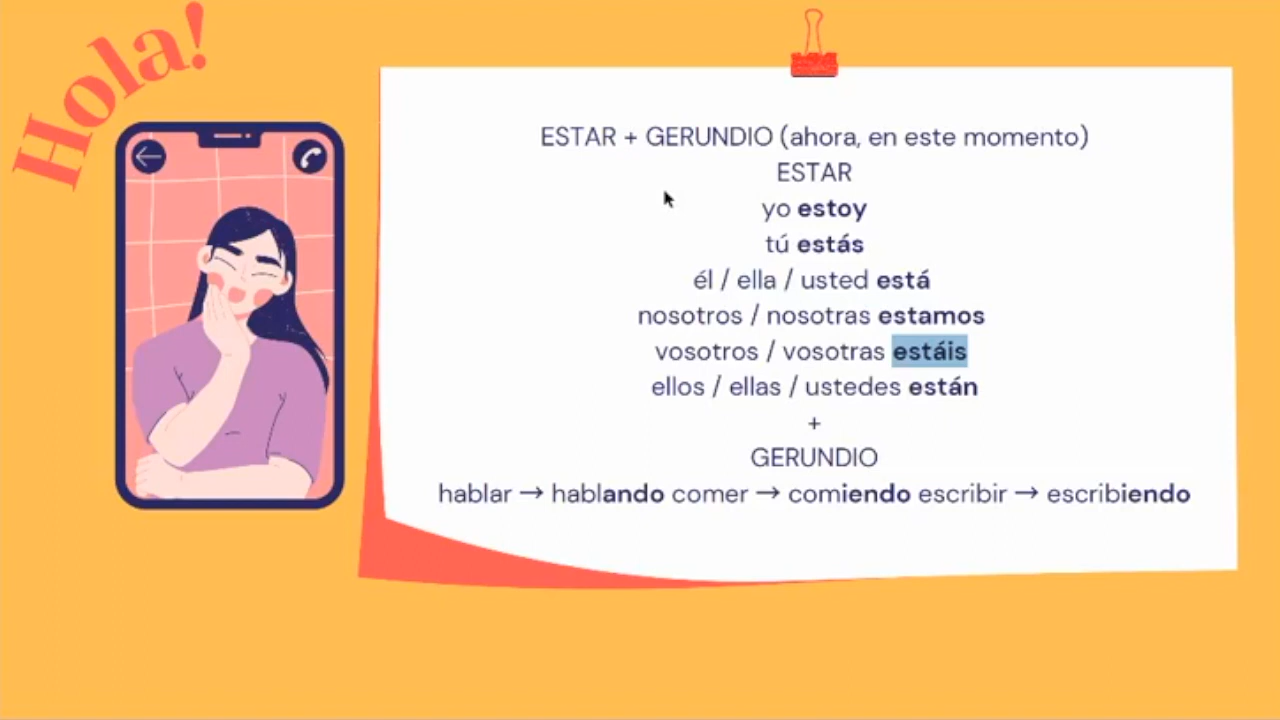 Hola!
ESTAR + GERUNDIO (ahora, en este momento)
ESTAR
yo estoy
tú estás
él / ella / usted está
nosotros / nosotras estamos
vosotros / vosotras estáis
ellos / ellas / ustedes están
+
GERUNDIO
hablar → hablando comer → comiendo escribir → escribiendo